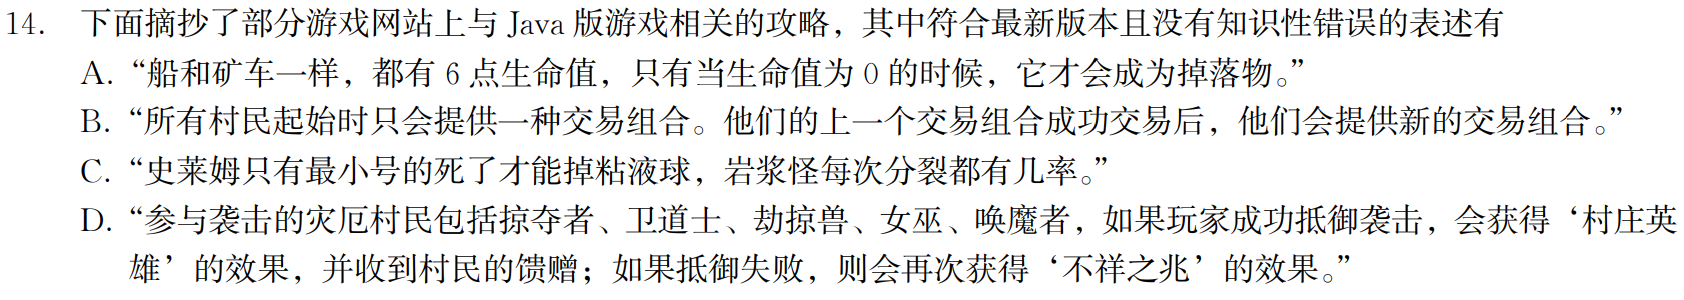 14. 下面摘抄了部分游戏网站上与 Java 版游戏相关的攻略，其中符合最新版本且没有知识性错误的表述有
A. “船和矿车一样，都有 6 点生命值，只有当生命值为 0 的时候，它才会成为掉落物。”
B. “所有村民起始时只会提供一种交易组合。他们的上一个交易组合成功交易后，他们会提供新的交易组合。”
C. “史莱姆只有最小号的死了才能掉粘液球，岩浆怪每次分裂都有几率。”
D. “参与袭击的灾厄村民包括掠夺者、卫道士、劫掠兽、女巫、唤魔者，如果玩家成功抵御袭击，会获得‘村庄英
雄’的效果，并收到村民的馈赠；如果抵御失败，则会再次获得‘不祥之兆’的效果。”